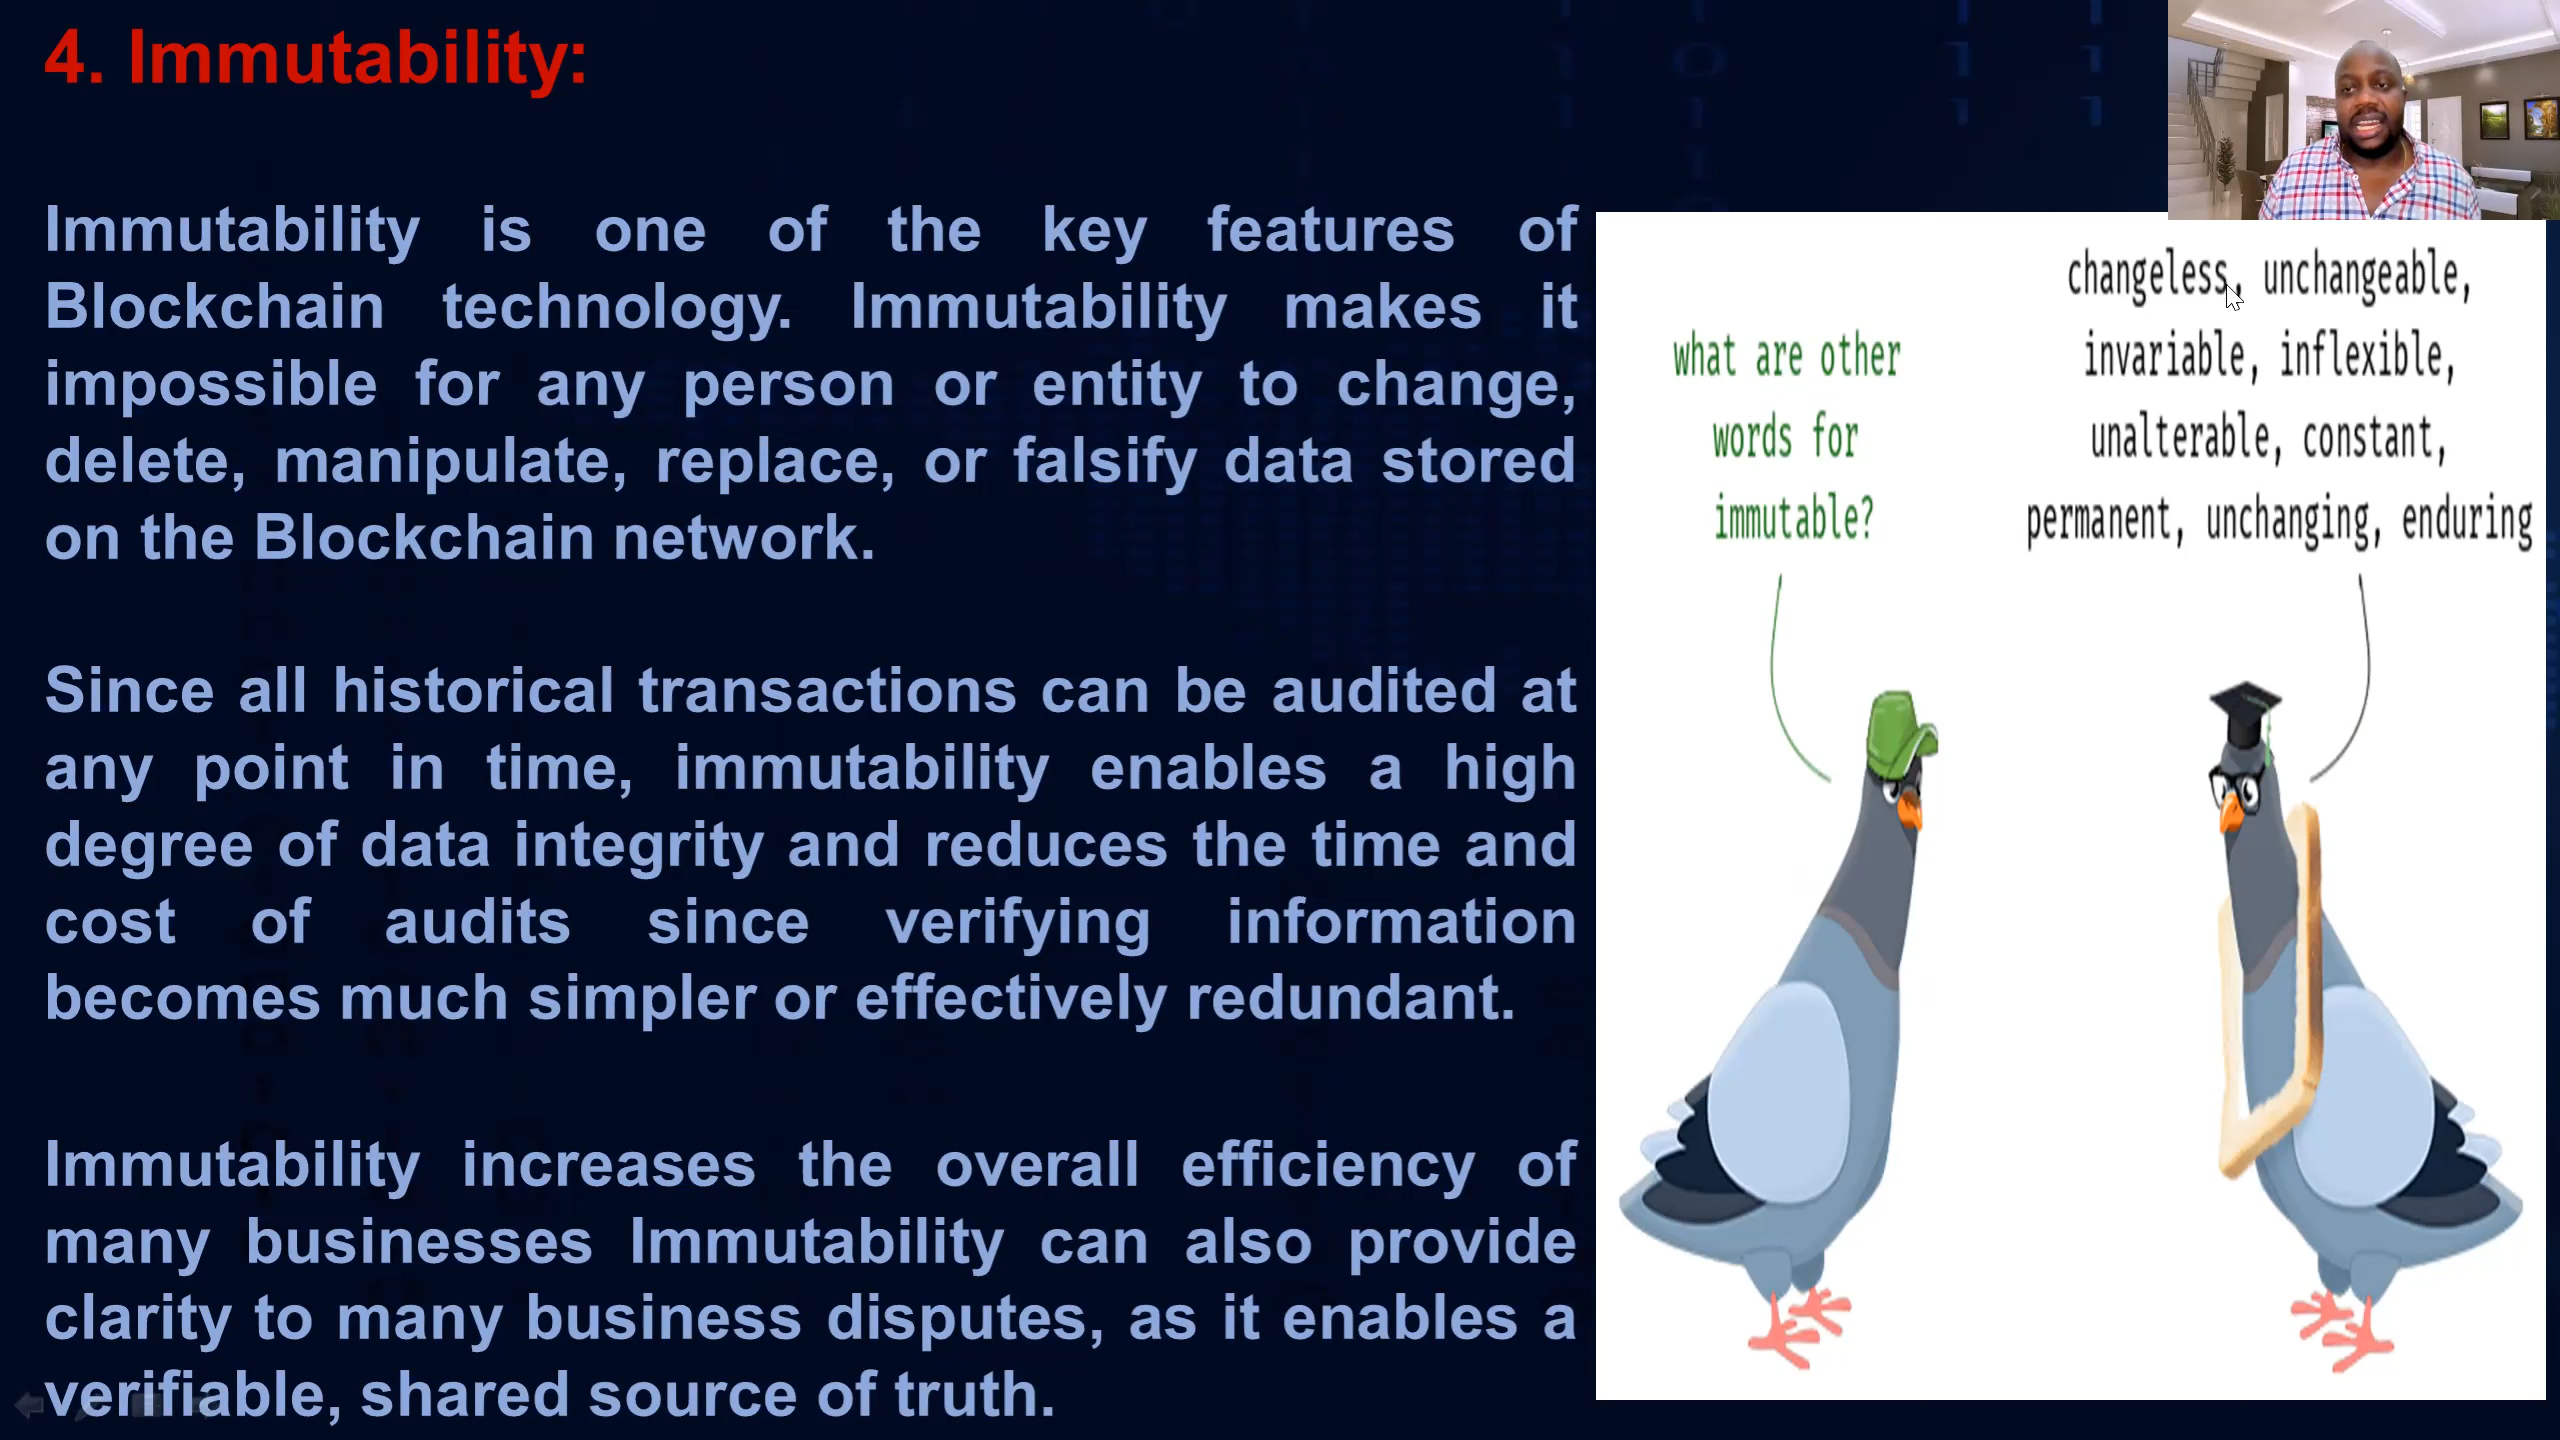 4. Immutability:
Immutability is one of the key features of
Blockchain technology. Immutability makes it
impossible for any person or entity to change,
delete, manipulate, replace, or falsify data stored
on the Blockchain network.
Since all historical transactions can be audited at
any point in time, immutability enables a high
degree of data integrity and reduces the time and
cost of audits since verifying information
becomes much simpler or effectively redundant.
Immutability increases the overall efficiency of
many businesses Immutability can also provide
clarity to many business disputes, as it enables a
verifiable, shared source of truth.
what are other
words for
immutable?
changeless, unchangeable,
invariable, inflexible,
unalterable, constant,
permanent, unchanging, enduring